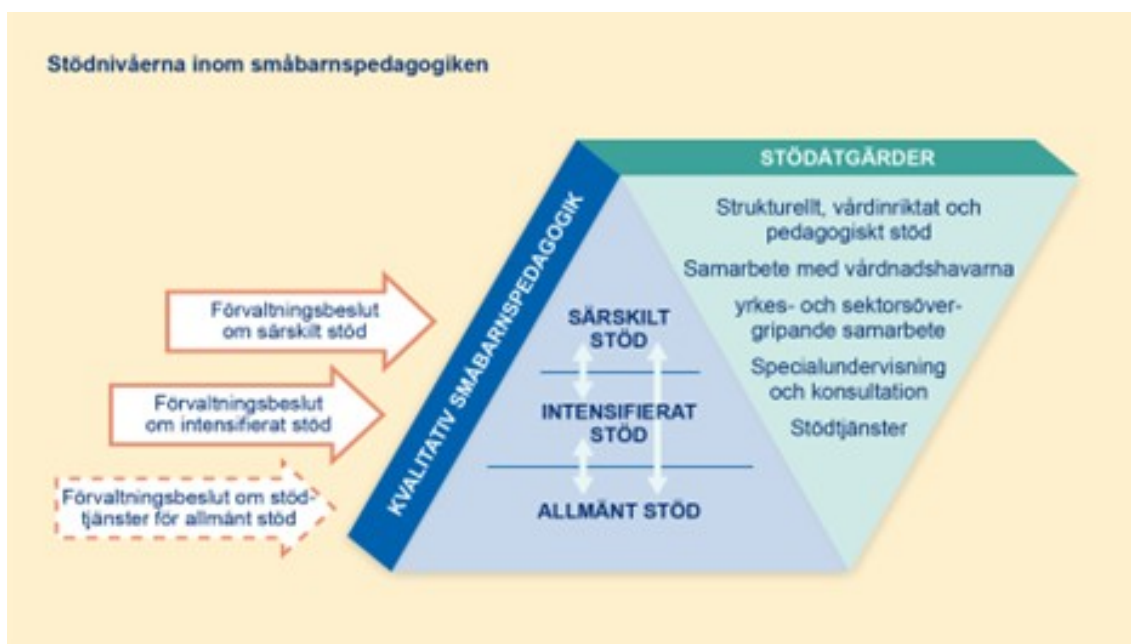 Stödnivåerna inom småbarnspedagogiken
STÖDÅTGÄRDER
Strukturellt, vårdinriktat och
pedagogiskt stöd
Samarbete med vårdnadshavarna
yrkes- och sektorsöver-
gripande samarbete
Specialundervisning
och konsultation
Stödtjänster
KVALITATIV SMÅBARNSPEDAGOGIK
SÄRSKILT
STÖD
INTENSIFIERAT
STÖD
ALLMÄNT STÖD
Förvaltningsbeslut
om särskilt stöd
Förvaltningsbeslut
om intensifierat stöd
Förvaltningsbeslut om stöd-
tjänster för allmänt stöd